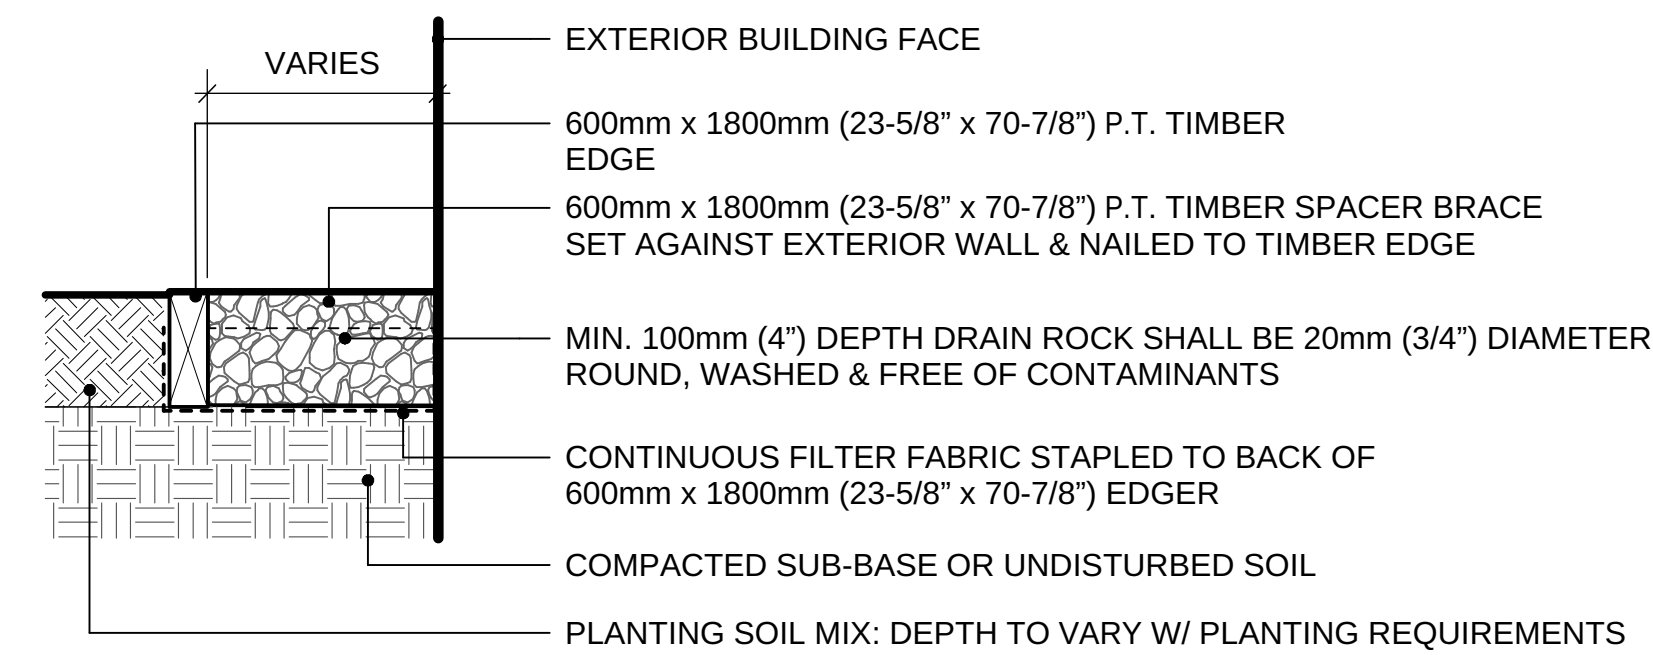 VARIES
EXTERIOR BUILDING FACE
600mm x 1800mm (23-5/8” x 70-7/8”) P.T. TIMBER
EDGE
600mm x 1800mm (23-5/8” x 70-7/8”) P.T. TIMBER SPACER BRACE
SET AGAINST EXTERIOR WALL & NAILED TO TIMBER EDGE
MIN. 100mm (4”) DEPTH DRAIN ROCK SHALL BE 20mm (3/4”) DIAMETER
ROUND, WASHED & FREE OF CONTAMINANTS
CONTINUOUS FILTER FABRIC STAPLED TO BACK OF
600mm x 1800mm (23-5/8” x 70-7/8”) EDGER
COMPACTED SUB-BASE OR UNDISTURBED SOIL
PLANTING SOIL MIX: DEPTH TO VARY W/ PLANTING REQUIREMENTS